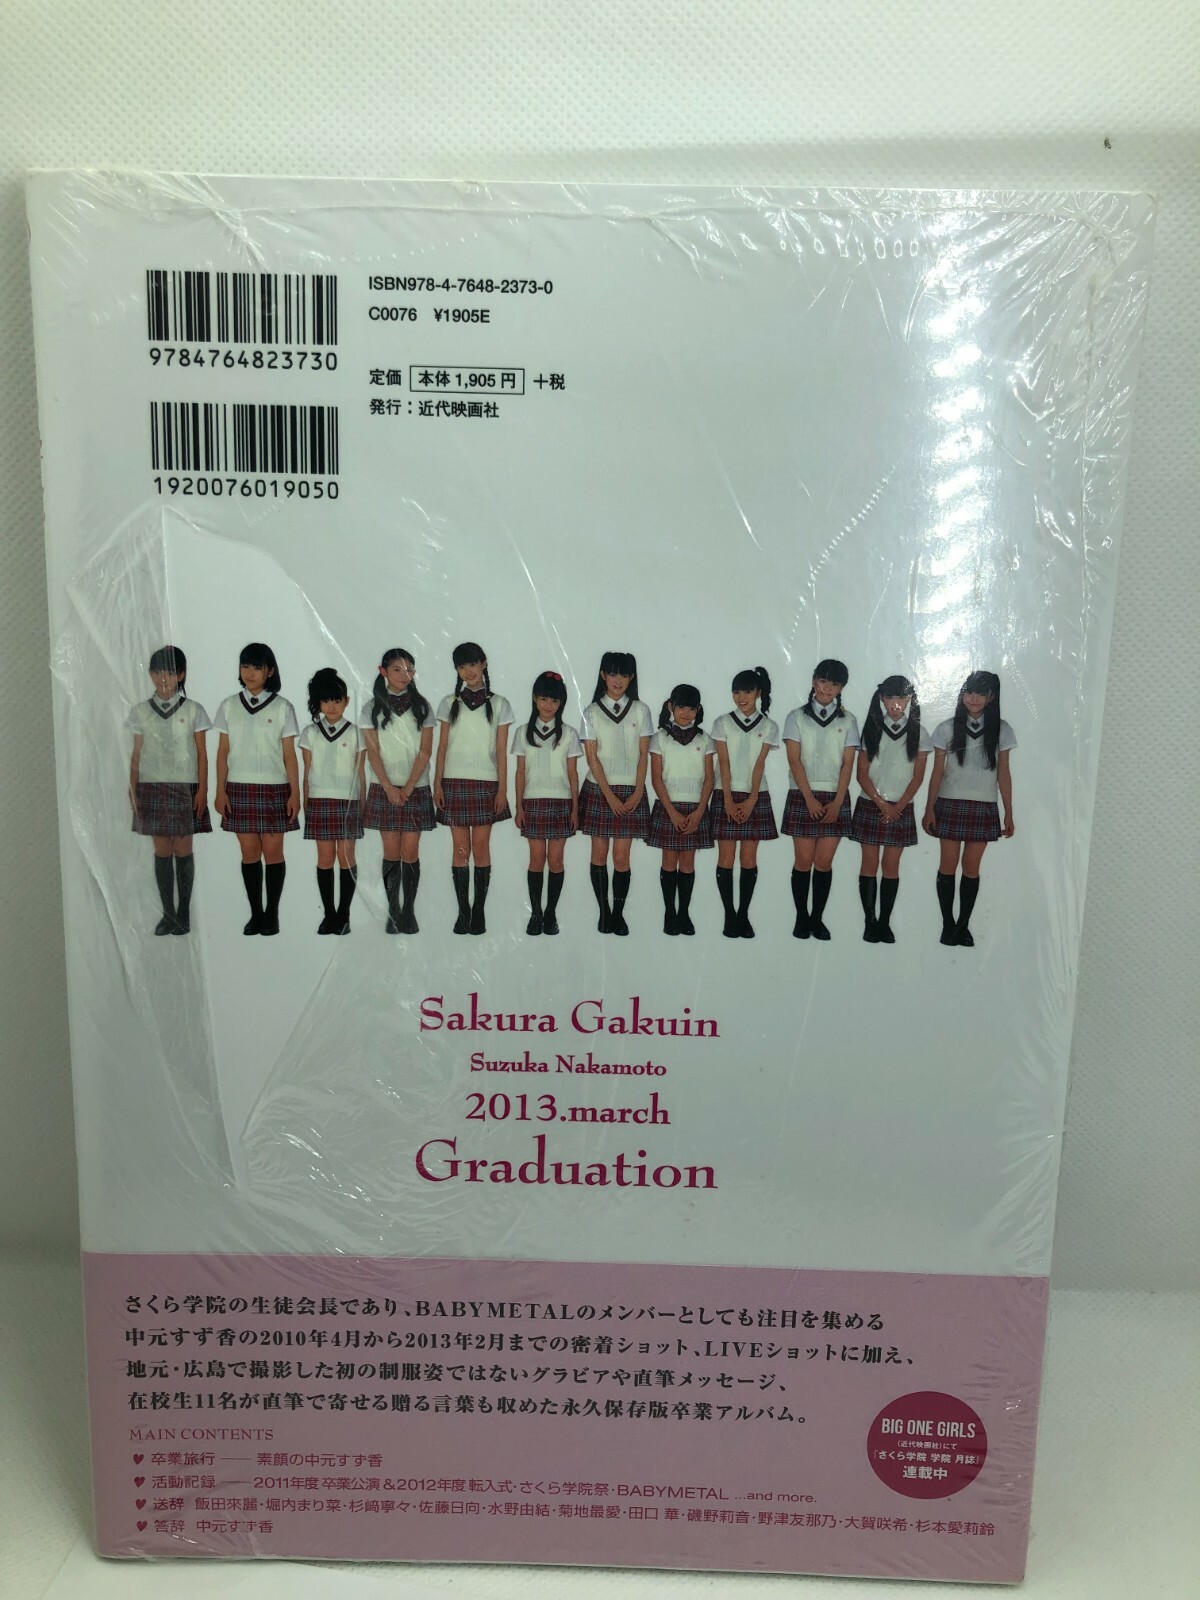 ISBN978-4-7648-2373-0
C0076 ¥1905E
9784764823730
定価 本体1,905円 +税
発行：近代映画社
1920076019050
Sakura Gakuin
Suzuka Nakamoto
2013.march
Graduation
さくら学院の生徒会長であり、BABYMETALのメンバーとしても注目を集める
中元すず香の2010年4月から2013年2月までの密着ショット、LIVEショットに加え、
地元・広島で撮影した初の制服姿ではないグラビアや直筆メッセージ、
在校生11名が直筆で寄せる贈る言葉も収めた永久保存版卒業アルバム。
MAIN CONTENTS
♥ 卒業旅行 ── 素顔の中元すず香
♥ 活動記録 ── 2011年度 卒業公演＆2012年度 転入式・さくら学院祭・BABYMETAL ...and more.
♥ 送辞 飯田來麗・堀内まり菜・杉﨑寧々・佐藤日向・水野由結・菊地最愛・田口 華・磯野莉音・野津友那乃・大賀咲希・杉本愛莉鈴
♥ 答辞 中元すず香
BIG ONE GIRLS
(近代映画社)にて
「さくら学院 学院 月誌」
連載中